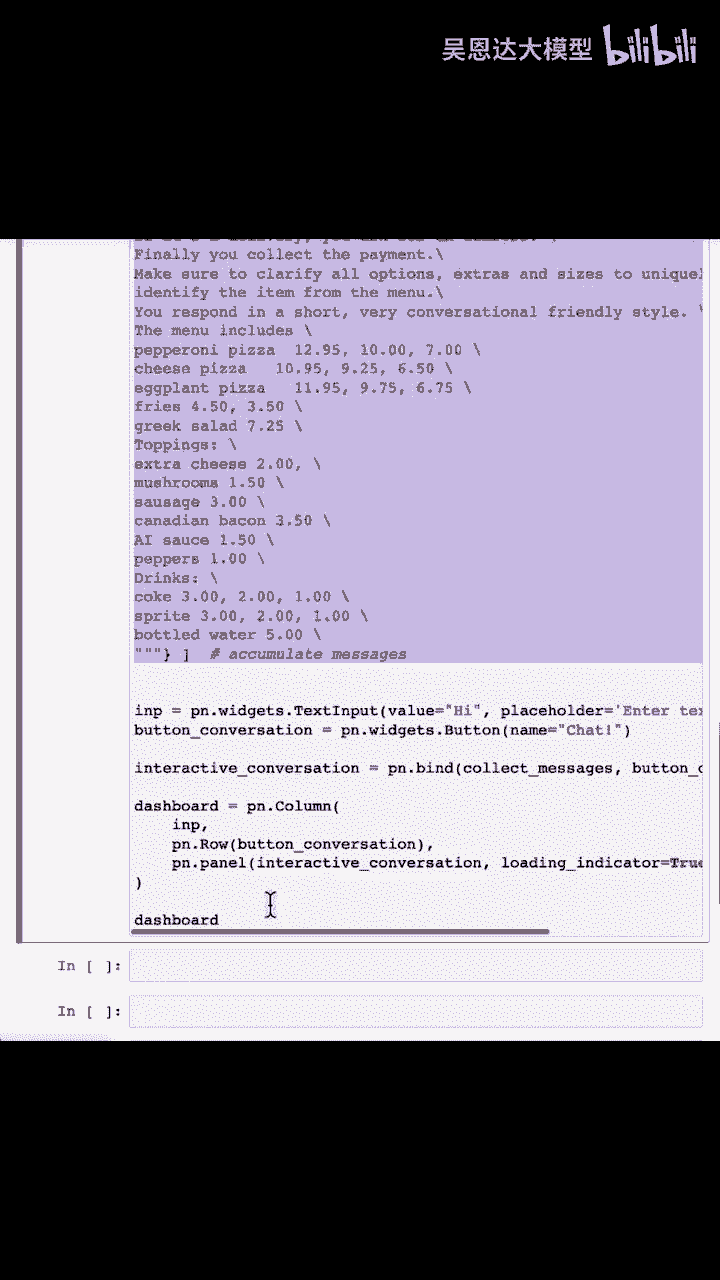 吴恩达大模型 bilibili
Finally you collect the payment.\
Make sure to clarify all options, extras and sizes to uniquel
identify the item from the menu.\
You respond in a short, very conversational friendly style. \
The menu includes \
pepperoni pizza  12.95, 10.00, 7.00 \
cheese pizza   10.95, 9.25, 6.50 \
eggplant pizza   11.95, 9.75, 6.75 \
fries 4.50, 3.50 \
greek salad 7.25 \
Toppings: \
extra cheese 2.00, \
mushrooms 1.50 \
sausage 3.00 \
canadian bacon 3.50 \
AI sauce 1.50 \
peppers 1.00 \
Drinks: \
coke 3.00, 2.00, 1.00 \
sprite 3.00, 2.00, 1.00 \
bottled water 5.00 \
"""} ]  # accumulate messages
inp = pn.widgets.TextInput(value="Hi", placeholder='Enter tex
button_conversation = pn.widgets.Button(name="Chat!")
interactive_conversation = pn.bind(collect_messages, button_c
dashboard = pn.Column(
    inp,
    pn.Row(button_conversation),
    pn.panel(interactive_conversation, loading_indicator=True
)
dashboard
In [ ]:
In [ ]: